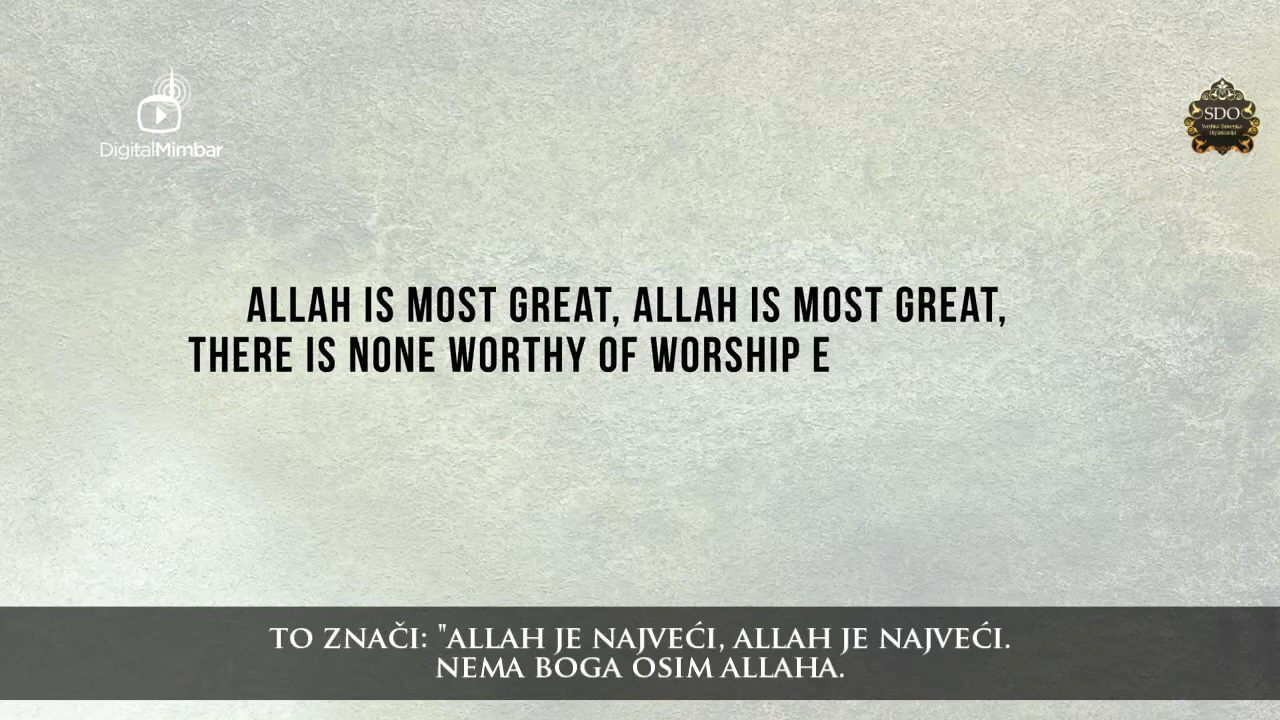 DigitalMimbar
SDO
ALLAH IS MOST GREAT, ALLAH IS MOST GREAT,
THERE IS NONE WORTHY OF WORSHIP E
TO ZNAČI: "ALLAH JE NAJVEĆI, ALLAH JE NAJVEĆI.
NEMA BOGA OSIM ALLAHA.